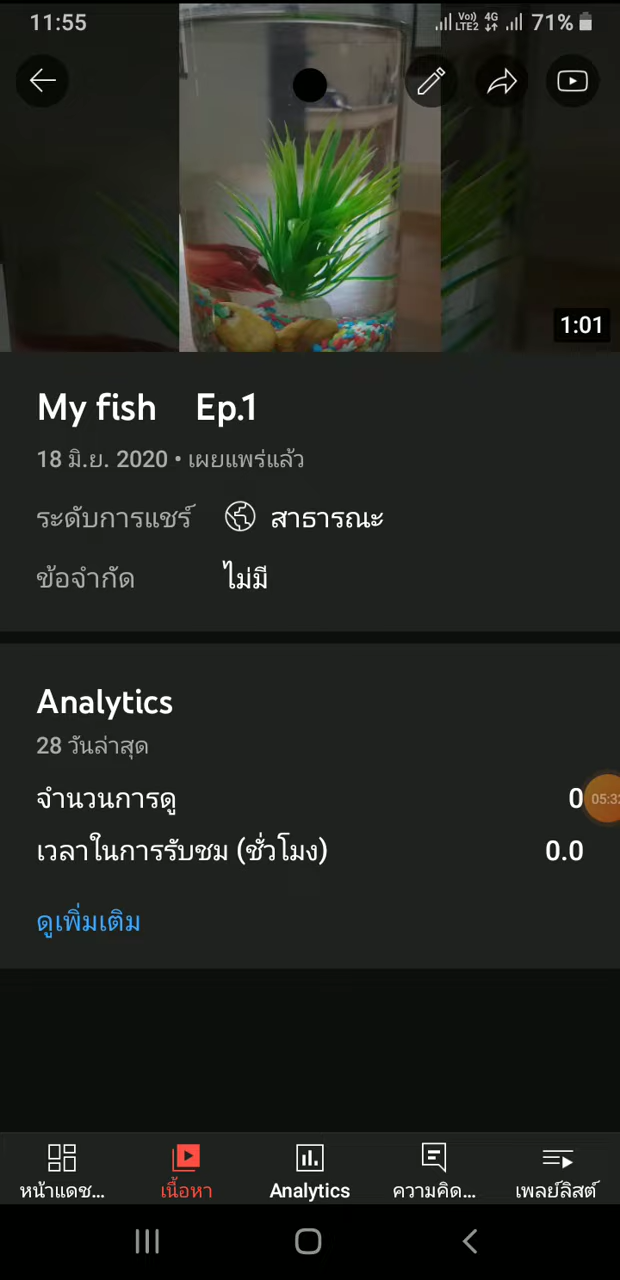 11:55 Vo)) LTE2 4G 71%
1:01
My fish Ep.1
18 มิ.ย. 2020 • เผยแพร่แล้ว
ระดับการแชร์ สาธารณะ
ข้อจำกัด ไม่มี
Analytics
28 วันล่าสุด
จำนวนการดู 0
05:32
เวลาในการรับชม (ชั่วโมง) 0.0
ดูเพิ่มเติม
หน้าแดช... เนื้อหา Analytics ความคิด... เพลย์ลิสต์